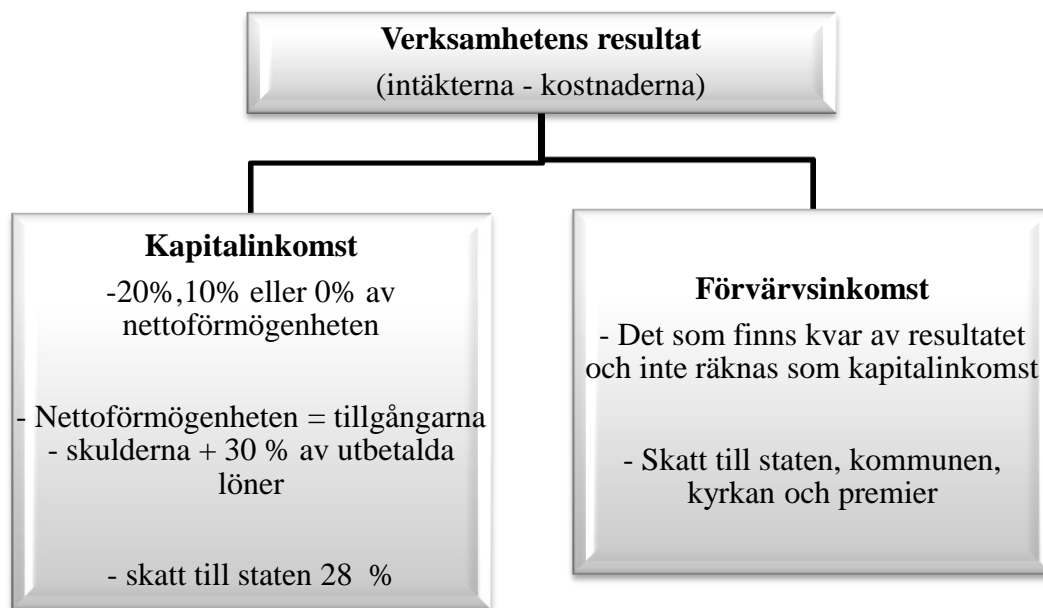 Verksamhetens resultat
(intäkterna - kostnaderna)
Kapitalinkomst
-20%,10% eller 0% av
nettoförmögenheten
- Nettoförmögenheten = tillgångarna
- skulderna + 30 % av utbetalda
löner
- skatt till staten 28 %
Förvärvsinkomst
- Det som finns kvar av resultatet
och inte räknas som kapitalinkomst
- Skatt till staten, kommunen,
kyrkan och premier